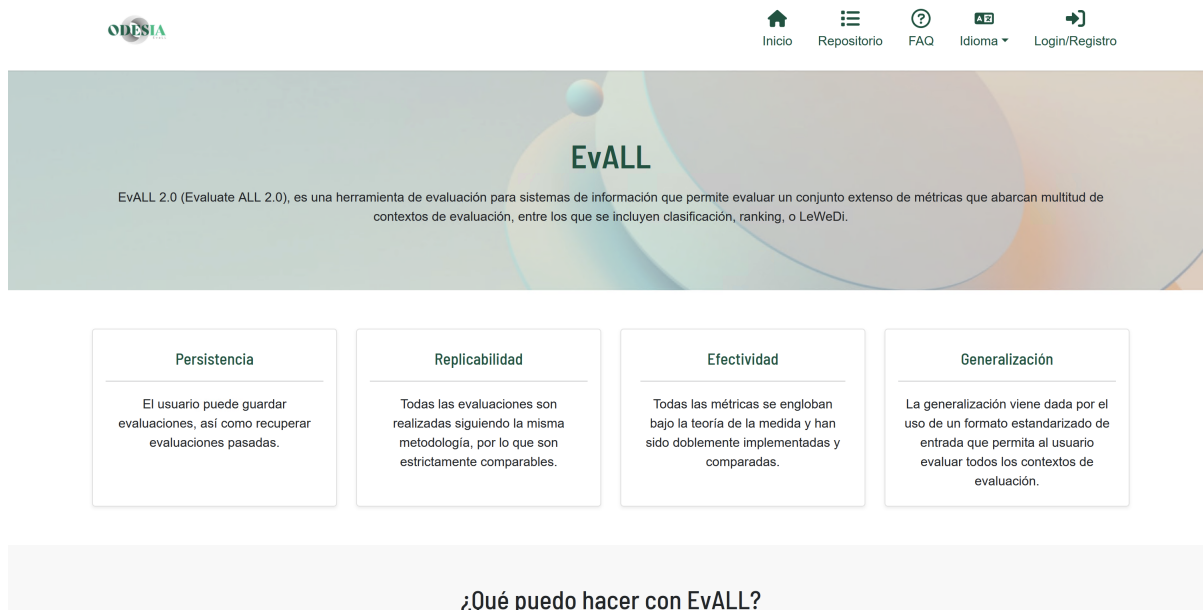 ODESIA
Inicio
Repositorio
FAQ
Idioma
Login/Registro
EvALL
EvALL 2.0 (Evaluate ALL 2.0), es una herramienta de evaluación para sistemas de información que permite evaluar un conjunto extenso de métricas que abarcan multitud de
contextos de evaluación, entre los que se incluyen clasificación, ranking, o LeWeDi.
Persistencia
El usuario puede guardar
evaluaciones, así como recuperar
evaluaciones pasadas.
Replicabilidad
Todas las evaluaciones son
realizadas siguiendo la misma
metodología, por lo que son
estrictamente comparables.
Efectividad
Todas las métricas se engloban
bajo la teoría de la medida y han
sido doblemente implementadas y
comparadas.
Generalización
La generalización viene dada por el
uso de un formato estandarizado de
entrada que permita al usuario
evaluar todos los contextos de
evaluación.
¿Qué puedo hacer con EvALL?